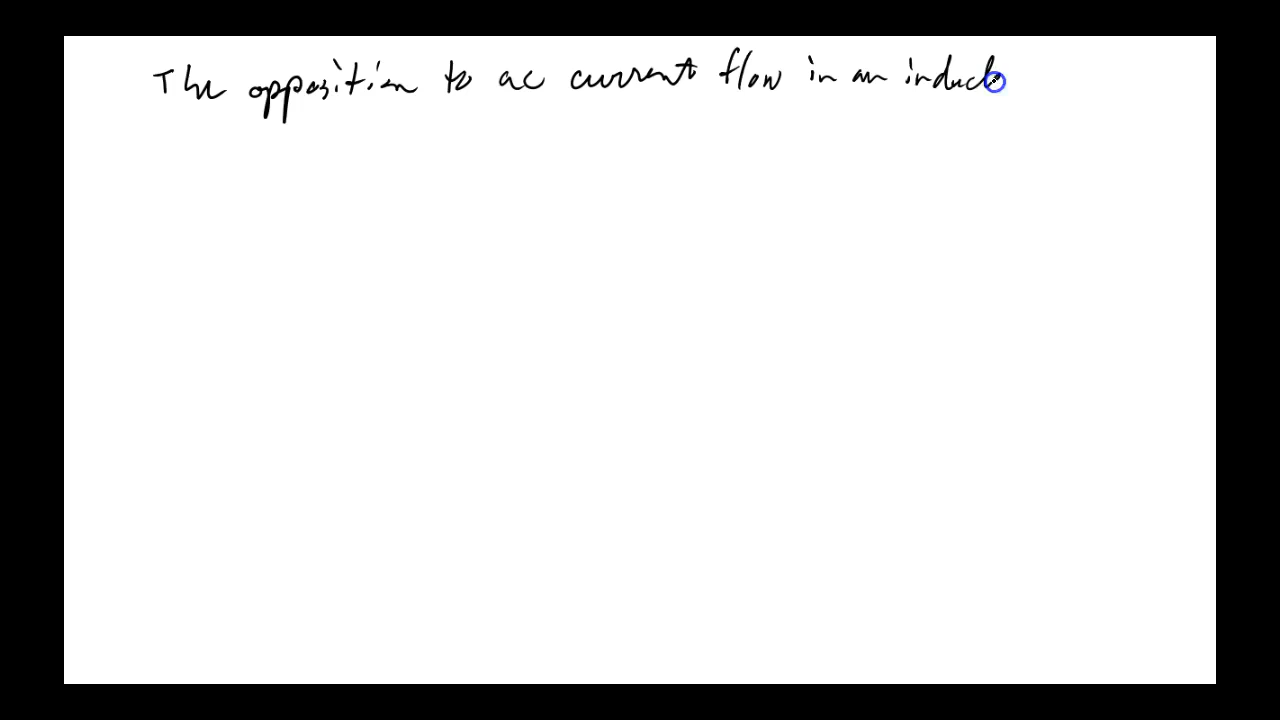 The opposition to ac current flow in an induct